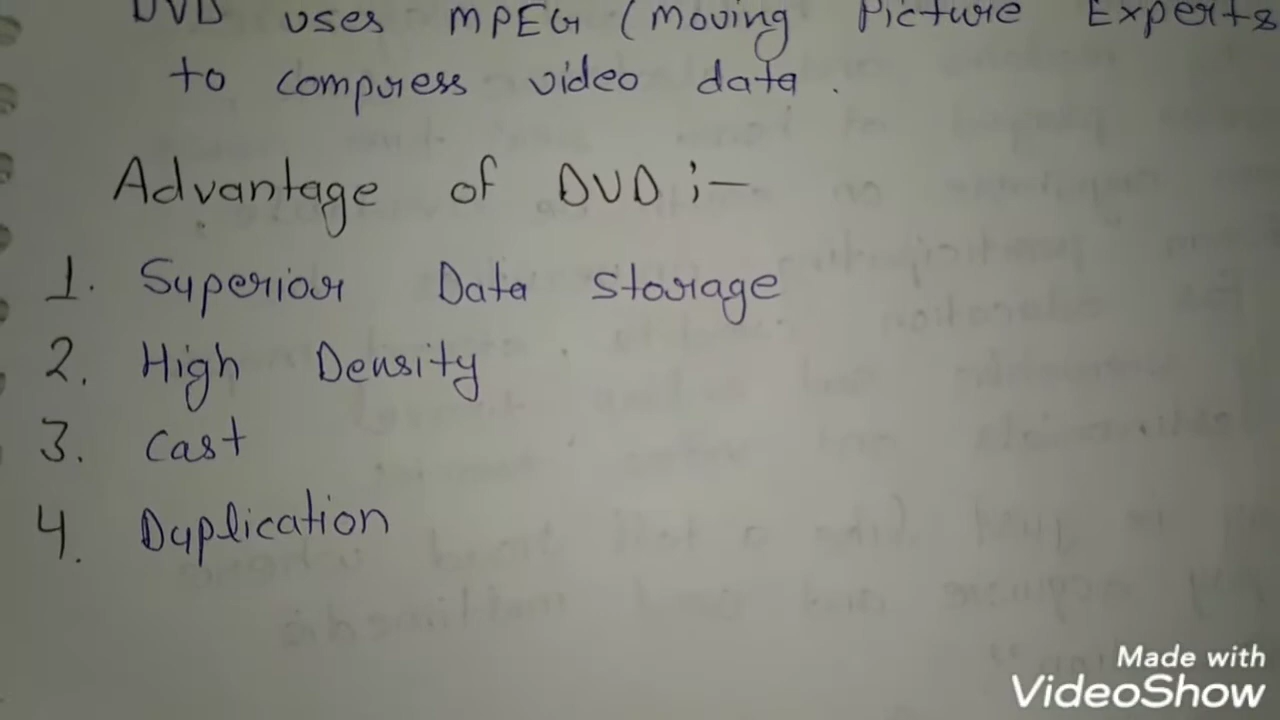 DVD uses MPEG (Moving Picture Experts
to compress video data .
Advantage of DVD ;-
1. Superior Data Storage
2. High Density
3. Cast
4. Duplication
Made with
VideoShow